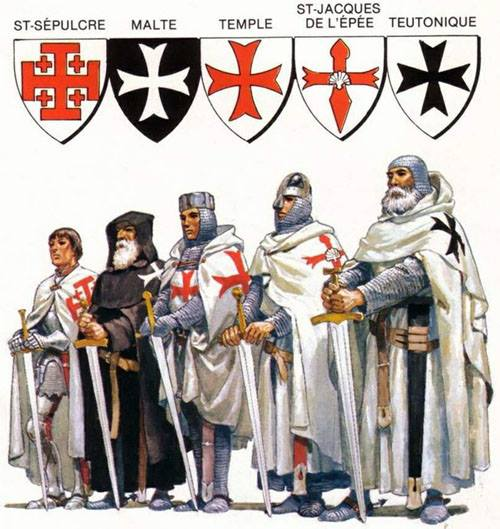 ST-SÉPULCRE
MALTE
TEMPLE
ST-JACQUES
DE L'ÉPÉE
TEUTONIQUE